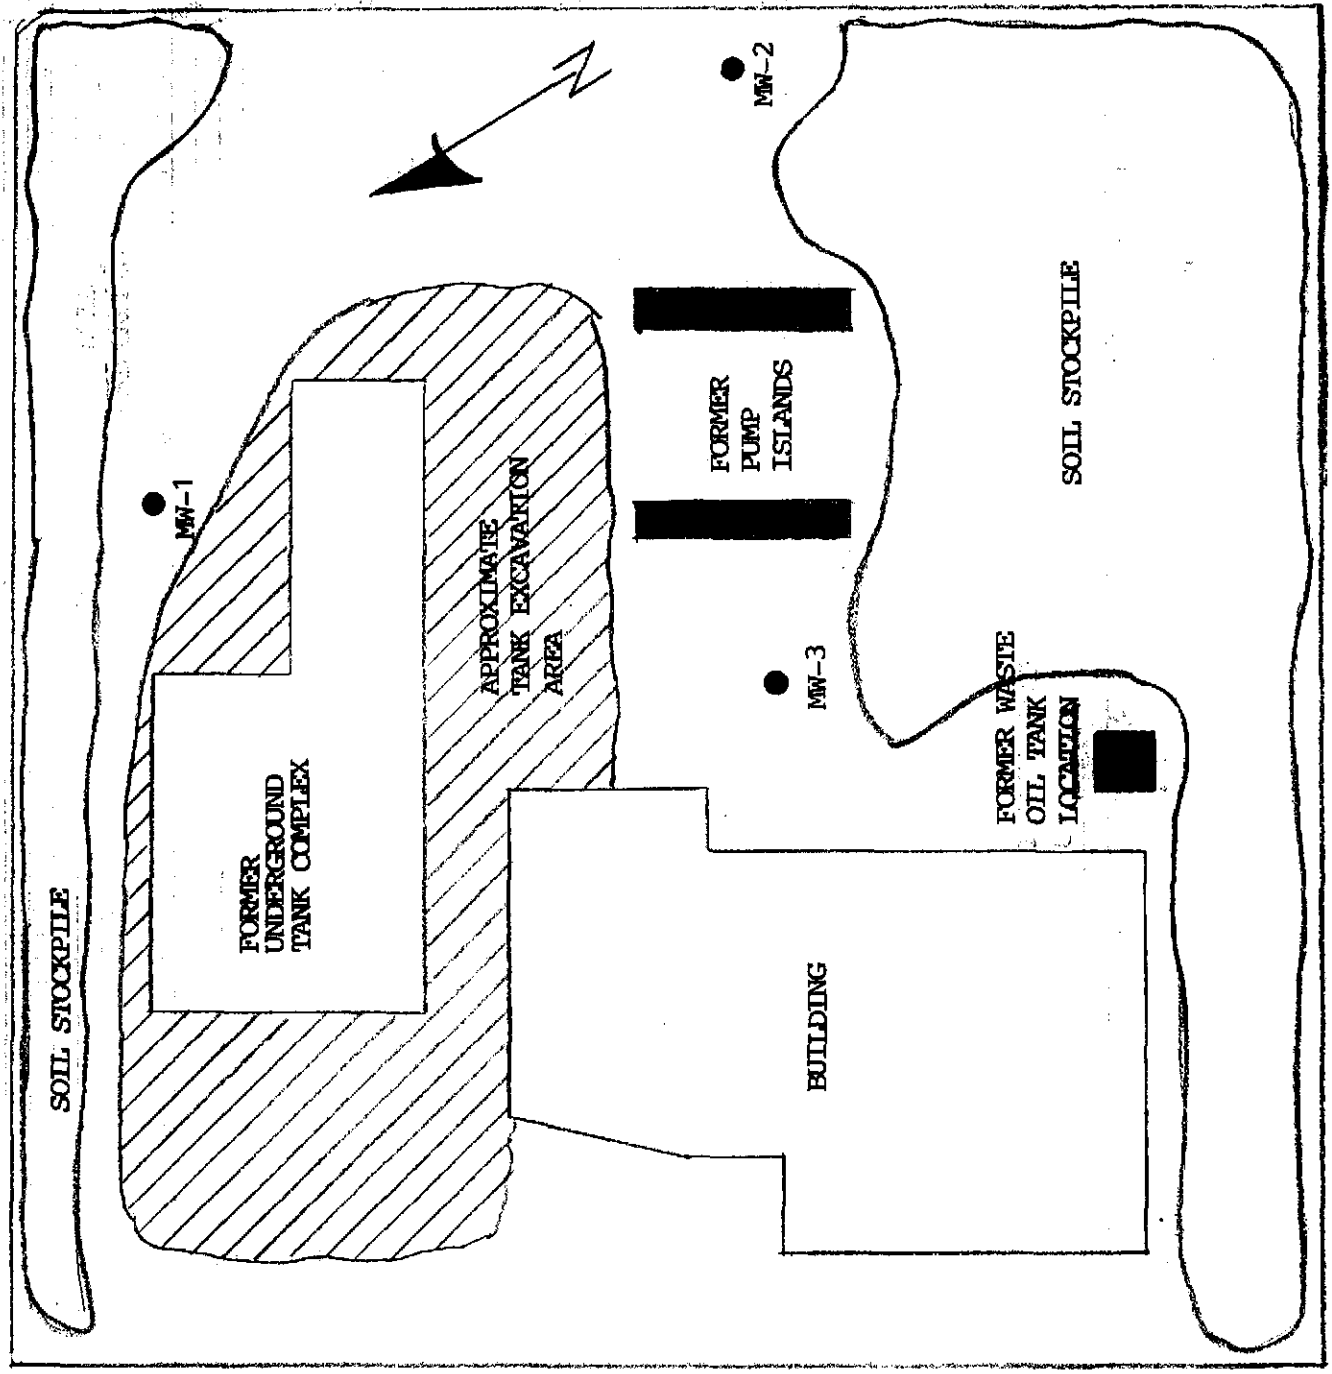 SOIL STOCKPILE
MW-1
FORMER
UNDERGROUND
TANK COMPLEX
N
APPROXIMATE
TANK EXCAVATION
AREA
MW-2
FORMER
PUMP
ISLANDS
MW-3
BUILDING
FORMER WASTE
OIL TANK
LOCATION
SOIL STOCKPILE